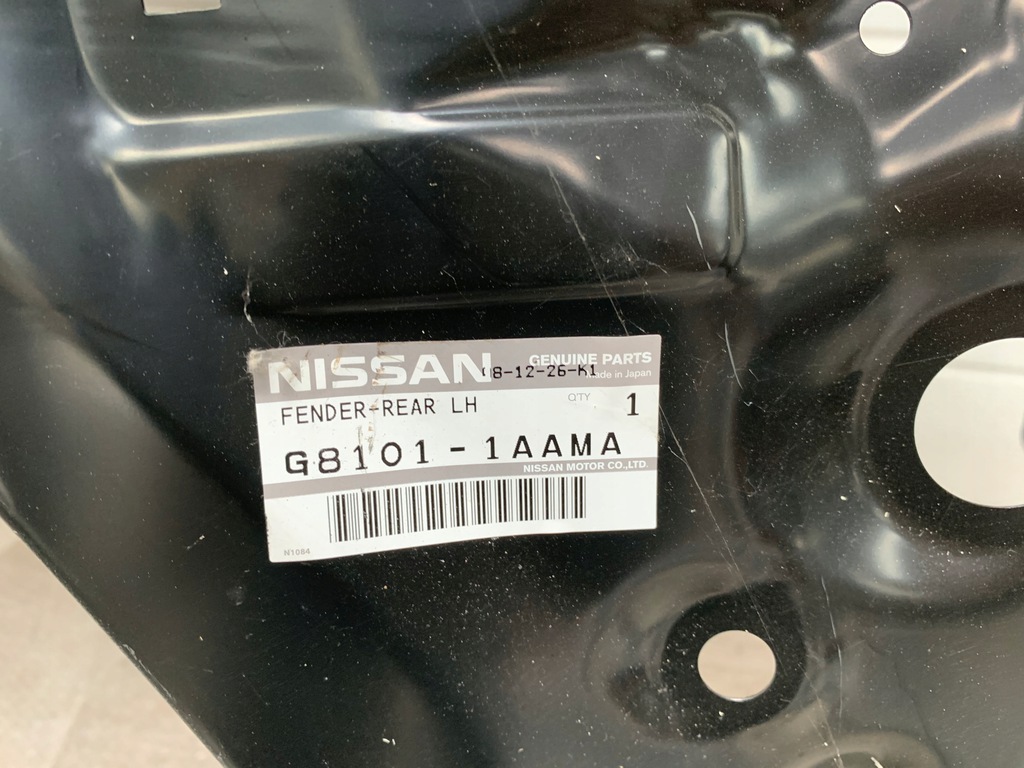 NISSAN GENUINE PARTS
08-12-26-K1 Made in Japan
FENDER-REAR LH Q'TY 1
G8101-1AAMA
NISSAN MOTOR CO.,LTD.
N1084